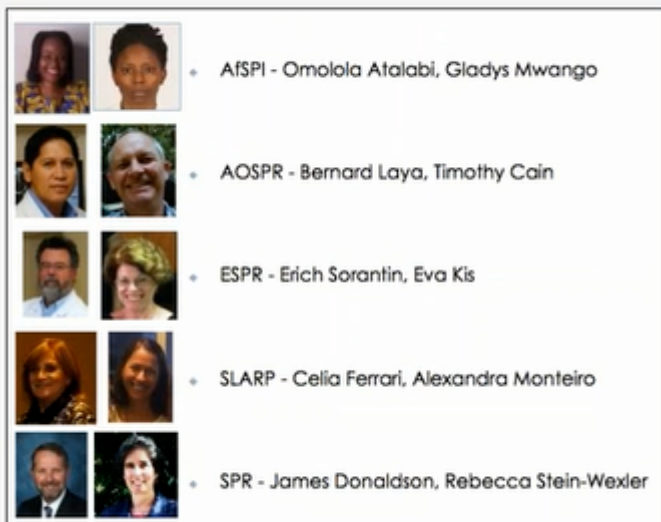 AfSPI - Omolola Atalabi, Gladys Mwango
AOSPR - Bernard Laya, Timothy Cain
ESPR - Erich Sorantin, Eva Kis
SLARP - Celia Ferrari, Alexandra Monteiro
SPR - James Donaldson, Rebecca Stein-Wexler